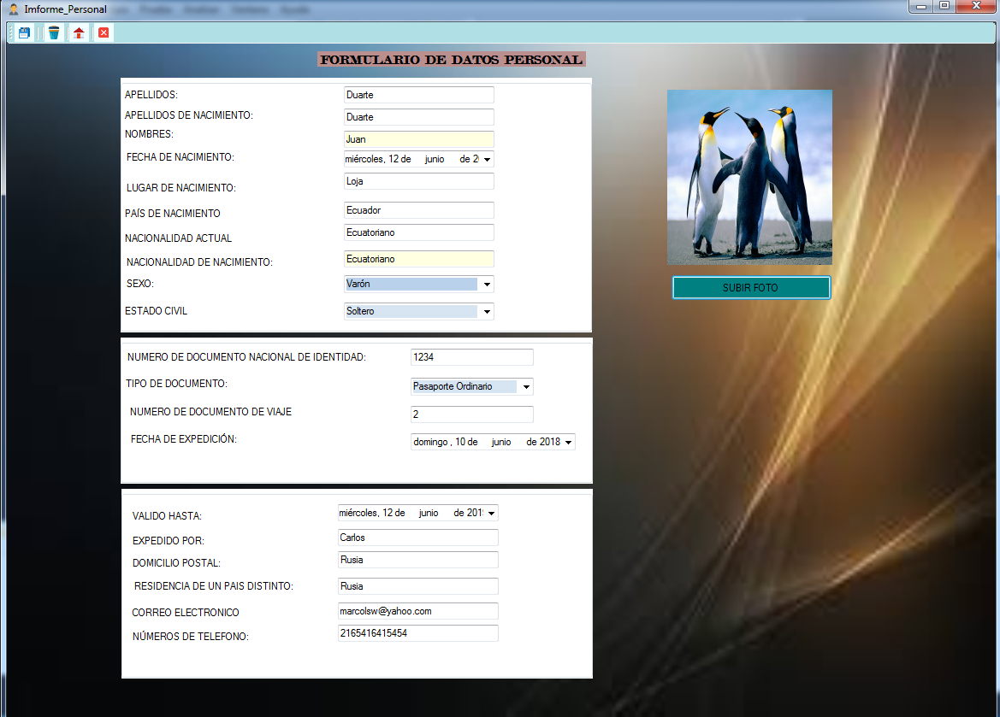 Imforme_Personal
FORMULARIO DE DATOS PERSONAL
APELLIDOS: Duarte
APELLIDOS DE NACIMIENTO: Duarte
NOMBRES: Juan
FECHA DE NACIMIENTO: miércoles, 12 de junio de
LUGAR DE NACIMIENTO: Loja
PAÍS DE NACIMIENTO Ecuador
NACIONALIDAD ACTUAL Ecuatoriano
NACIONALIDAD DE NACIMIENTO: Ecuatoriano
SEXO: Varón
ESTADO CIVIL Soltero
SUBIR FOTO
NUMERO DE DOCUMENTO NACIONAL DE IDENTIDAD: 1234
TIPO DE DOCUMENTO: Pasaporte Ordinario
NUMERO DE DOCUMENTO DE VIAJE 2
FECHA DE EXPEDICIÓN: domingo , 10 de junio de 2018
VALIDO HASTA: miércoles, 12 de junio de
EXPEDIDO POR: Carlos
DOMICILIO POSTAL: Rusia
RESIDENCIA DE UN PAIS DISTINTO: Rusia
CORREO ELECTRONICO marcolsw@yahoo.com
NÚMEROS DE TELEFONO: 2165416415454